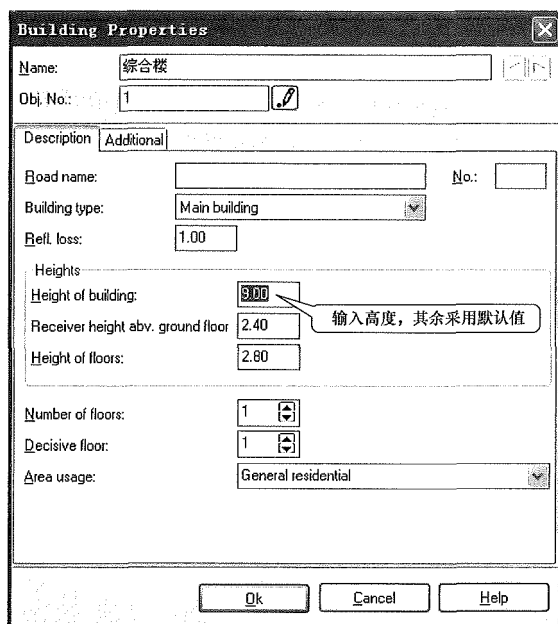 Building Properties
Name: 综合楼
Obj. No.: 1
Description Additional
Road name: No.:
Building type: Main building
Refl. loss: 1.00
Heights
Height of building: 9.00
输入高度，其余采用默认值
Receiver height abv. ground floor 2.40
Height of floors: 2.80
Number of floors: 1
Decisive floor: 1
Area usage: General residential
Ok Cancel Help